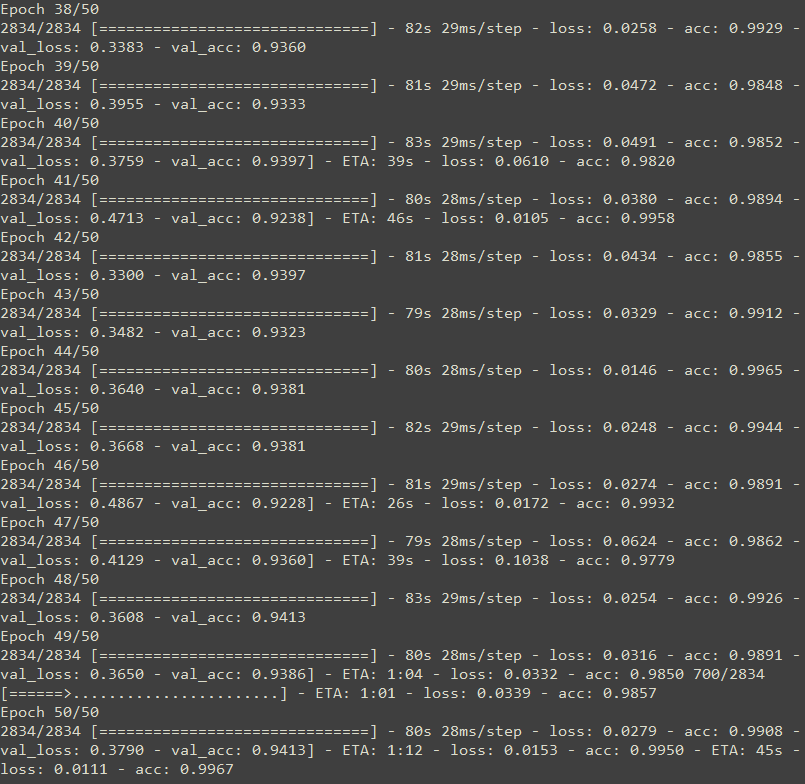 Epoch 38/50
2834/2834 [==============================] - 82s 29ms/step - loss: 0.0258 - acc: 0.9929 -
val_loss: 0.3383 - val_acc: 0.9360
Epoch 39/50
2834/2834 [==============================] - 81s 29ms/step - loss: 0.0472 - acc: 0.9848 -
val_loss: 0.3955 - val_acc: 0.9333
Epoch 40/50
2834/2834 [==============================] - 83s 29ms/step - loss: 0.0491 - acc: 0.9852 -
val_loss: 0.3759 - val_acc: 0.9397] - ETA: 39s - loss: 0.0610 - acc: 0.9820
Epoch 41/50
2834/2834 [==============================] - 80s 28ms/step - loss: 0.0380 - acc: 0.9894 -
val_loss: 0.4713 - val_acc: 0.9238] - ETA: 46s - loss: 0.0105 - acc: 0.9958
Epoch 42/50
2834/2834 [==============================] - 81s 28ms/step - loss: 0.0434 - acc: 0.9855 -
val_loss: 0.3300 - val_acc: 0.9397
Epoch 43/50
2834/2834 [==============================] - 79s 28ms/step - loss: 0.0329 - acc: 0.9912 -
val_loss: 0.3482 - val_acc: 0.9323
Epoch 44/50
2834/2834 [==============================] - 80s 28ms/step - loss: 0.0146 - acc: 0.9965 -
val_loss: 0.3640 - val_acc: 0.9381
Epoch 45/50
2834/2834 [==============================] - 82s 29ms/step - loss: 0.0248 - acc: 0.9944 -
val_loss: 0.3668 - val_acc: 0.9381
Epoch 46/50
2834/2834 [==============================] - 81s 29ms/step - loss: 0.0274 - acc: 0.9891 -
val_loss: 0.4867 - val_acc: 0.9228] - ETA: 26s - loss: 0.0172 - acc: 0.9932
Epoch 47/50
2834/2834 [==============================] - 79s 28ms/step - loss: 0.0624 - acc: 0.9862 -
val_loss: 0.4129 - val_acc: 0.9360] - ETA: 39s - loss: 0.1038 - acc: 0.9779
Epoch 48/50
2834/2834 [==============================] - 83s 29ms/step - loss: 0.0254 - acc: 0.9926 -
val_loss: 0.3608 - val_acc: 0.9413
Epoch 49/50
2834/2834 [==============================] - 80s 28ms/step - loss: 0.0316 - acc: 0.9891 -
val_loss: 0.3650 - val_acc: 0.9386] - ETA: 1:04 - loss: 0.0332 - acc: 0.9850 700/2834
[======>.......................] - ETA: 1:01 - loss: 0.0339 - acc: 0.9857
Epoch 50/50
2834/2834 [==============================] - 80s 28ms/step - loss: 0.0279 - acc: 0.9908 -
val_loss: 0.3790 - val_acc: 0.9413] - ETA: 1:12 - loss: 0.0153 - acc: 0.9950 - ETA: 45s -
loss: 0.0111 - acc: 0.9967